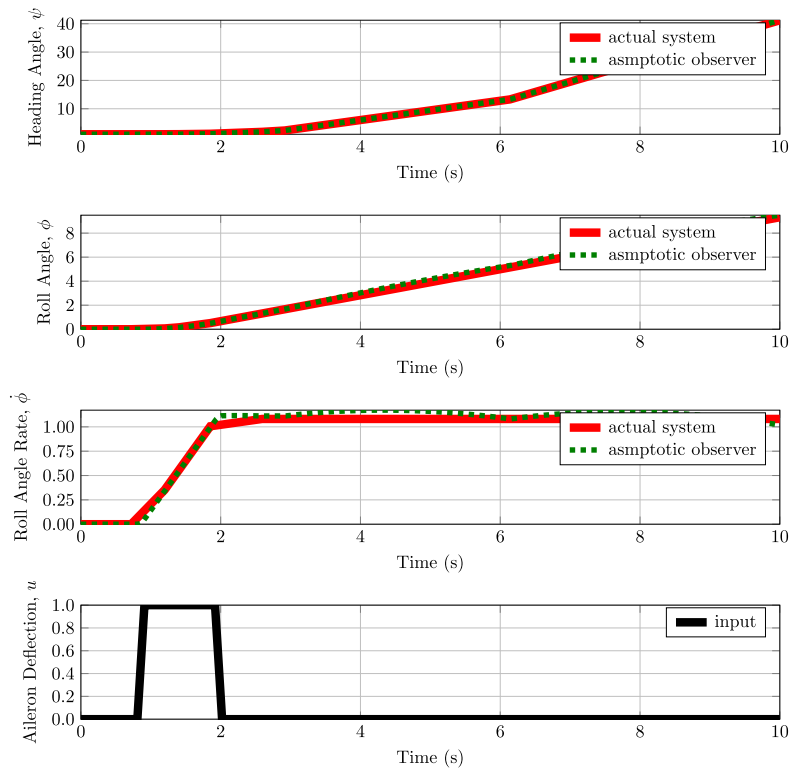 Heading Angle, ψ
40
30
20
10
0 2 4 6 8 10
Time (s)
actual system
asmptotic observer
Roll Angle, ϕ
8
6
4
2
0
0 2 4 6 8 10
Time (s)
actual system
asmptotic observer
Roll Angle Rate, ϕ̇
1.00
0.75
0.50
0.25
0.00
0 2 4 6 8 10
Time (s)
actual system
asmptotic observer
Aileron Deflection, u
1.0
0.8
0.6
0.4
0.2
0.0
0 2 4 6 8 10
Time (s)
input